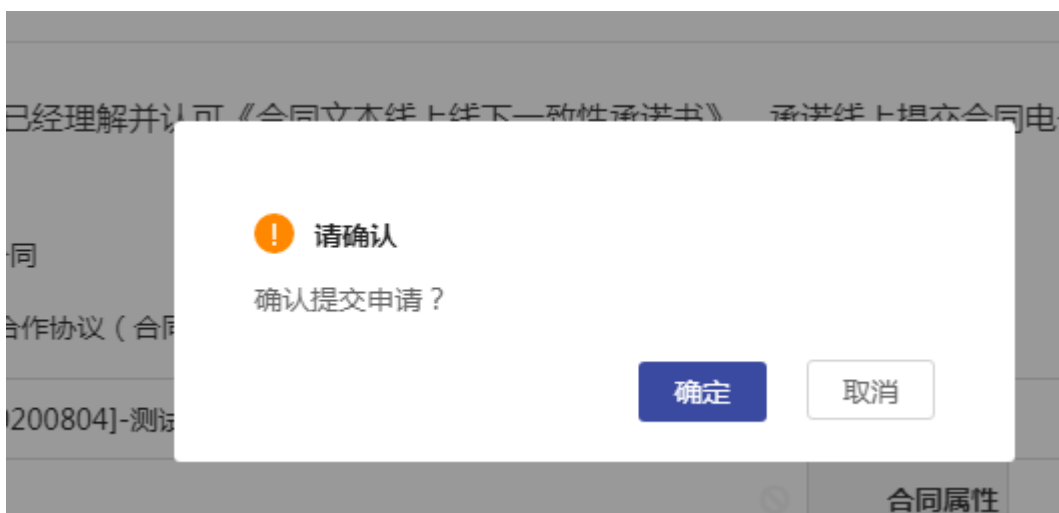 已经理解并认可《合同文本线上线下一致性承诺书》,承诺线上提交合同电
请确认
同
确认提交申请？
合作协议（合同
确定
取消
0200804]-测试
合同属性